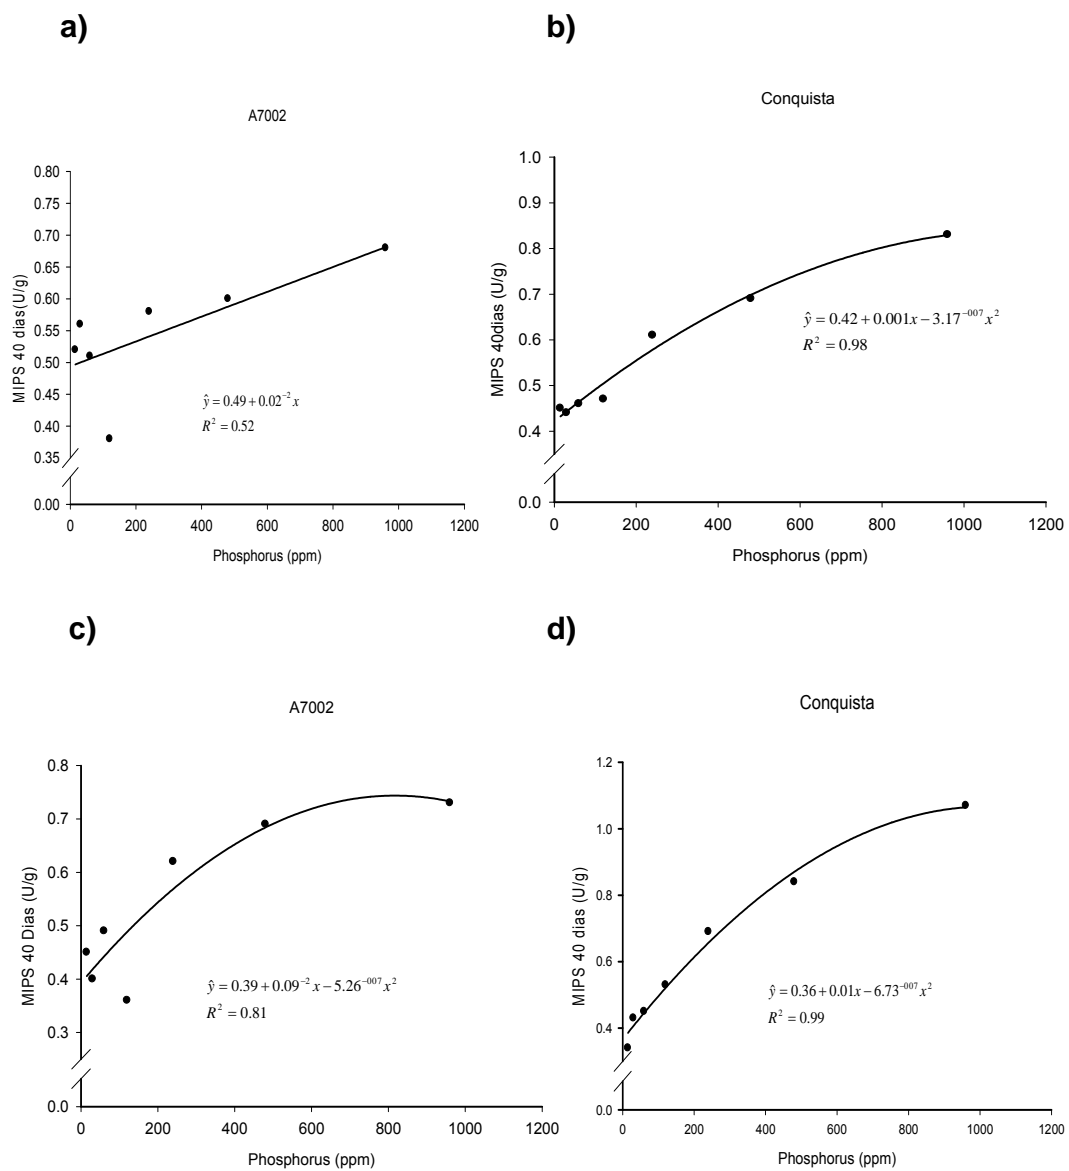 a)
A7002
MIPS 40 dias(U/g)
0.80
0.75
0.70
0.65
0.60
0.55
0.50
0.45
0.40
0.35
0.00
ŷ = 0.49 + 0.02⁻² x
R² = 0.52
0 200 400 600 800 1000 1200
Phosphorus (ppm)
b)
Conquista
MIPS 40dias (U/g)
1.0
0.9
0.8
0.7
0.6
0.5
0.4
0.0
ŷ = 0.42 + 0.001x − 3.17⁻⁰⁰⁷ x²
R² = 0.98
0 200 400 600 800 1000 1200
Phosphorus (ppm)
c)
A7002
MIPS 40 Dias (U/g)
0.8
0.7
0.6
0.5
0.4
0.3
0.0
ŷ = 0.39 + 0.09⁻² x − 5.26⁻⁰⁰⁷ x²
R² = 0.81
0 200 400 600 800 1000 1200
Phosphorus (ppm)
d)
Conquista
MIPS 40 dias (U/g)
1.2
1.0
0.8
0.6
0.4
0.0
ŷ = 0.36 + 0.01x − 6.73⁻⁰⁰⁷ x²
R² = 0.99
0 200 400 600 800 1000 1200
Phosphorus (ppm)